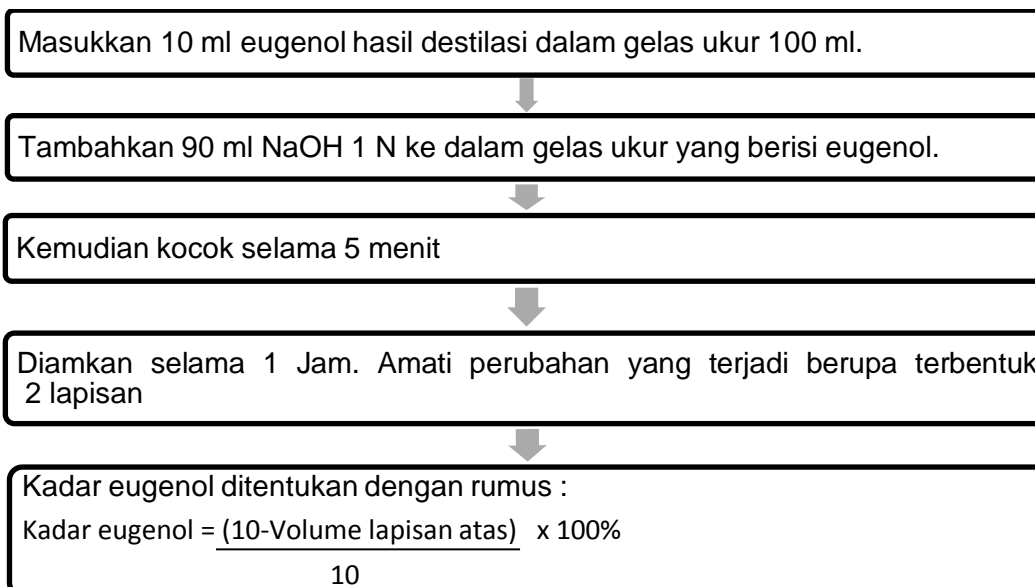 Masukkan 10 ml eugenol hasil destilasi dalam gelas ukur 100 ml.
Tambahkan 90 ml NaOH 1 N ke dalam gelas ukur yang berisi eugenol.
Kemudian kocok selama 5 menit
Diamkan selama 1 Jam. Amati perubahan yang terjadi berupa terbentuk
2 lapisan
Kadar eugenol ditentukan dengan rumus :
Kadar eugenol = (10-Volume lapisan atas) x 100%
10